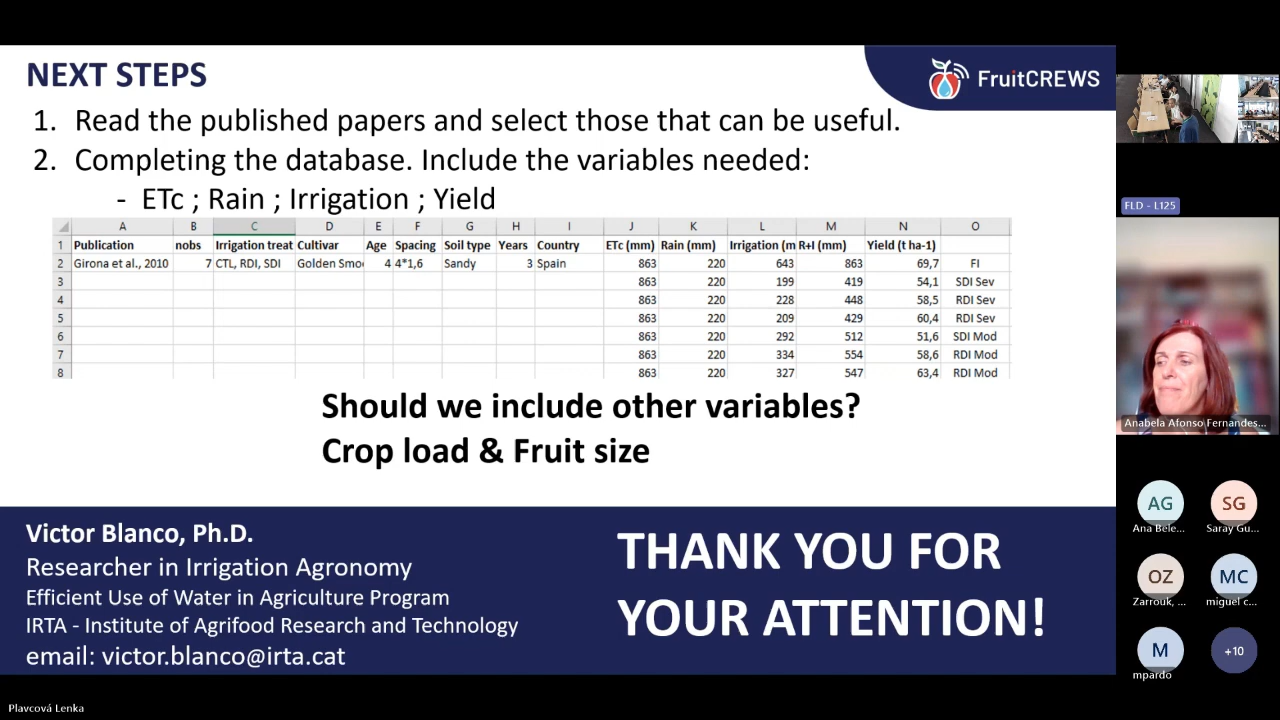 NEXT STEPS
FruitCREWS
1. Read the published papers and select those that can be useful.
2. Completing the database. Include the variables needed:
- ETc ; Rain ; Irrigation ; Yield
A B C D E F G H I J K L M N O
1 Publication nobs Irrigation treat Cultivar Age Spacing Soil type Years Country ETc (mm) Rain (mm) Irrigation (m R+I (mm) Yield (t ha-1)
2 Girona et al., 2010 7 CTL, RDI, SDI Golden Smo 4 4*1,6 Sandy 3 Spain 863 220 643 863 69,7 FI
3 863 220 199 419 54,1 SDI Sev
4 863 220 228 448 58,5 RDI Sev
5 863 220 209 429 60,4 RDI Sev
6 863 220 292 512 51,6 SDI Mod
7 863 220 334 554 58,6 RDI Mod
8 863 220 327 547 63,4 RDI Mod
Should we include other variables?
Crop load & Fruit size
Victor Blanco, Ph.D.
Researcher in Irrigation Agronomy
Efficient Use of Water in Agriculture Program
IRTA - Institute of Agrifood Research and Technology
email: victor.blanco@irta.cat
THANK YOU FOR
YOUR ATTENTION!
FLD - L125
Anabela Afonso Fernandes...
AG SG
Ana Bele... Saray Gu...
OZ MC
Zarrouk, ... miguel c...
M +10
mpardo
Plavcová Lenka